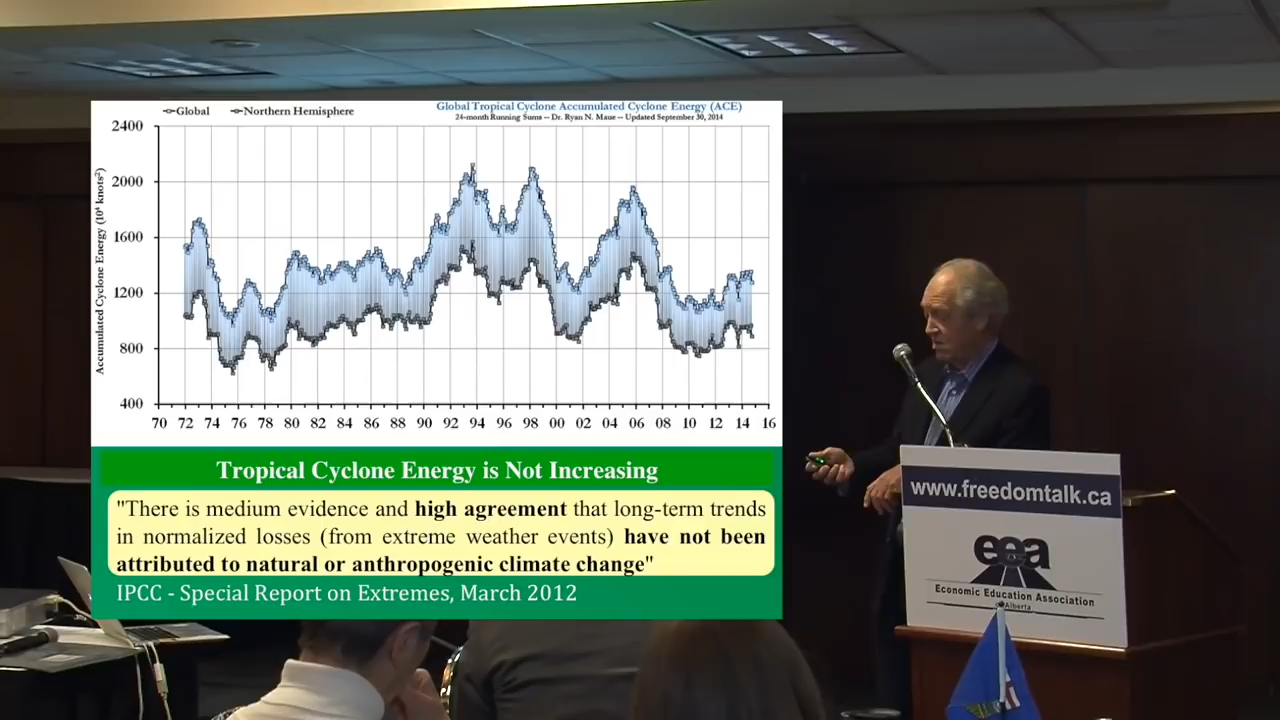 Global Northern Hemisphere
Global Tropical Cyclone Accumulated Cyclone Energy (ACE)
24-month Running Sums -- Dr. Ryan N. Maue -- Updated September 30, 2014
Accumulated Cyclone Energy (10⁴ knots²)
2400
2000
1600
1200
800
400
70 72 74 76 78 80 82 84 86 88 90 92 94 96 98 00 02 04 06 08 10 12 14 16
Tropical Cyclone Energy is Not Increasing
"There is medium evidence and high agreement that long-term trends
in normalized losses (from extreme weather events) have not been
attributed to natural or anthropogenic climate change"
IPCC - Special Report on Extremes, March 2012
www.freedomtalk.ca
eea
Economic Education Association
of Alberta